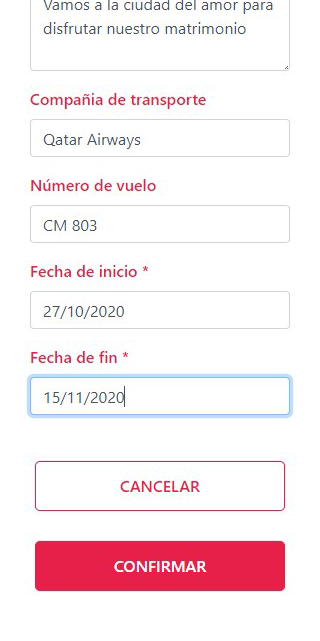 Vamos a la ciudad del amor para
disfrutar nuestro matrimonio
Compañia de transporte
Qatar Airways
Número de vuelo
CM 803
Fecha de inicio *
27/10/2020
Fecha de fin *
15/11/2020
CANCELAR
CONFIRMAR